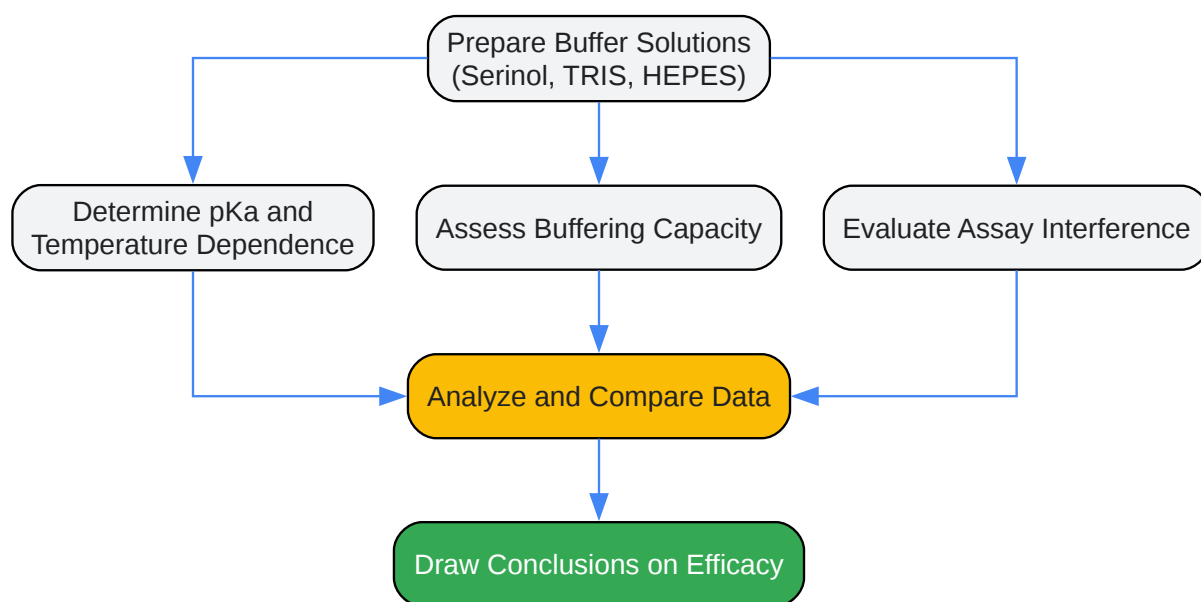 Prepare Buffer Solutions
(Serinol, TRIS, HEPES)
Determine pKa and
Temperature Dependence
Assess Buffering Capacity
Evaluate Assay Interference
Analyze and Compare Data
Draw Conclusions on Efficacy